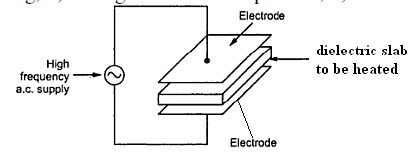 Electrode
dielectric slab
to be heated
High
frequency
a.c. supply
Electrode